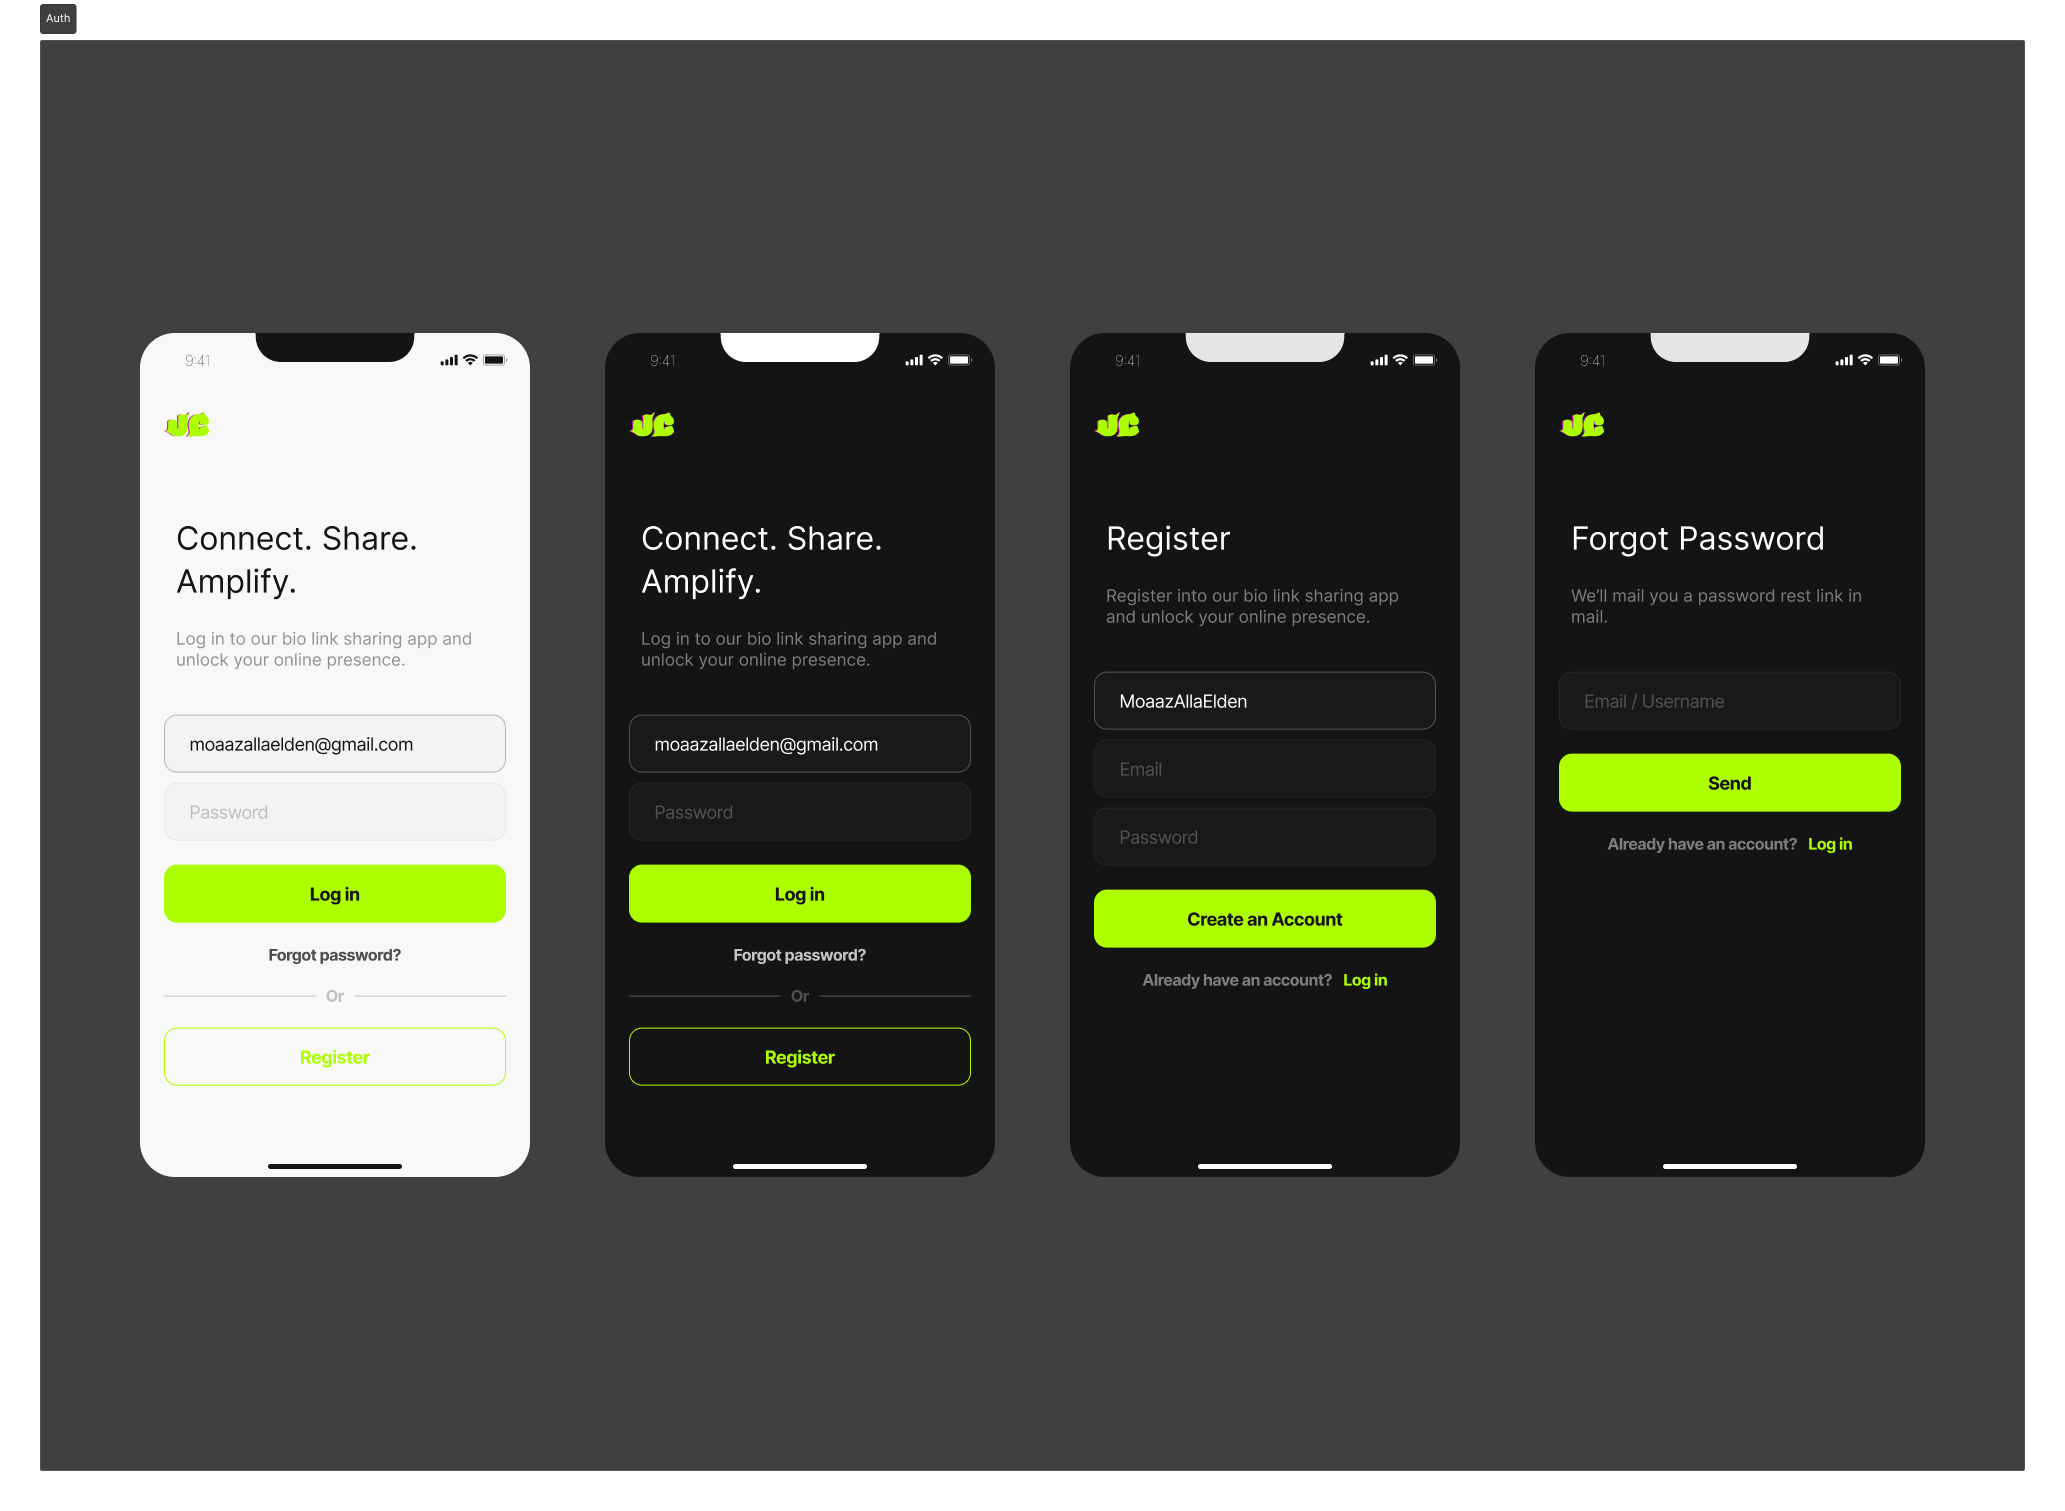 Auth
9:41
JC
Connect. Share.
Amplify.
Log in to our bio link sharing app and
unlock your online presence.
moaazallaelden@gmail.com
Password
Log in
Forgot password?
Or
Register
9:41
JC
Connect. Share.
Amplify.
Log in to our bio link sharing app and
unlock your online presence.
moaazallaelden@gmail.com
Password
Log in
Forgot password?
Or
Register
9:41
JC
Register
Register into our bio link sharing app
and unlock your online presence.
MoaazAllaElden
Email
Password
Create an Account
Already have an account? Log in
9:41
JC
Forgot Password
We'll mail you a password rest link in
mail.
Email / Username
Send
Already have an account? Log in